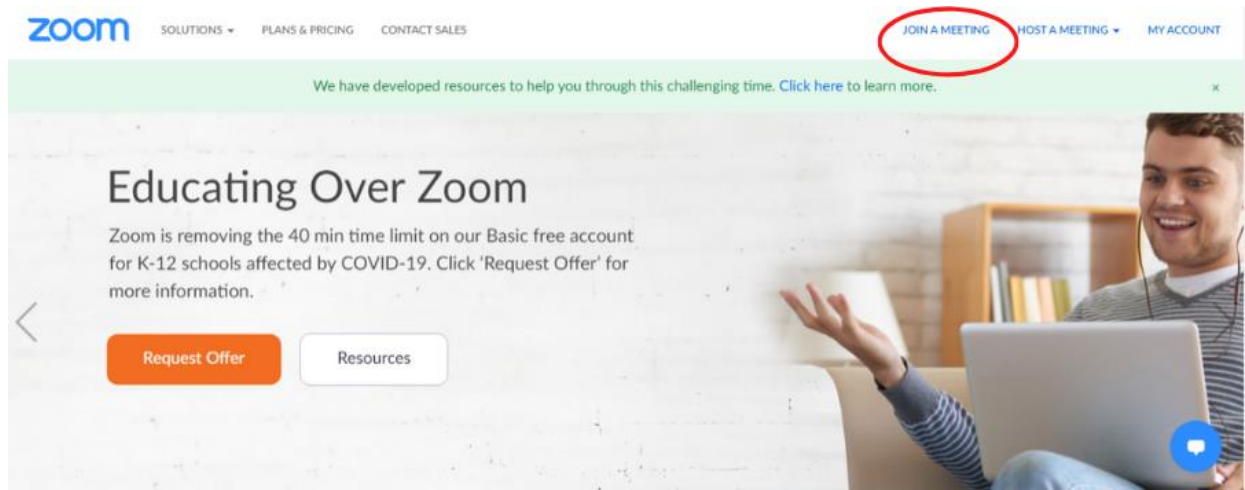 zoom SOLUTIONS PLANS & PRICING CONTACT SALES JOIN A MEETING HOST A MEETING MY ACCOUNT
We have developed resources to help you through this challenging time. Click here to learn more. ×
Educating Over Zoom
Zoom is removing the 40 min time limit on our Basic free account
for K-12 schools affected by COVID-19. Click 'Request Offer' for
more information.
Request Offer Resources